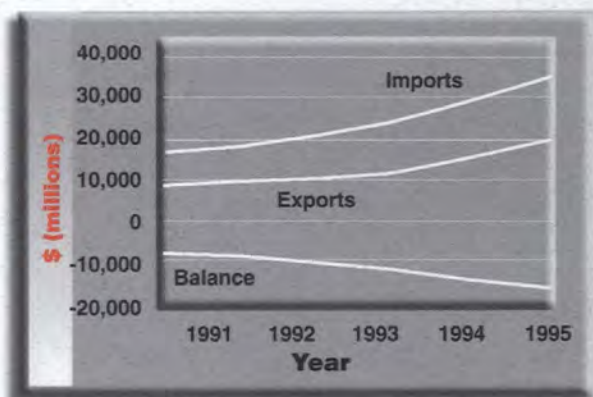 40,000
30,000
20,000
10,000
0
-10,000
-20,000
$ (millions)
Imports
Exports
Balance
1991 1992 1993 1994 1995
Year